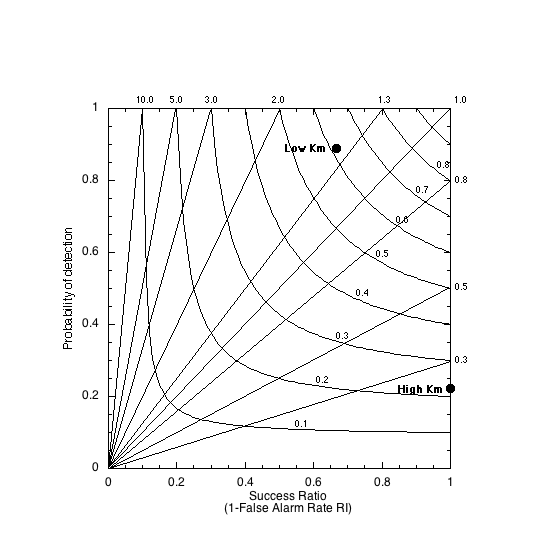 10.0 5.0 3.0 2.0 1.3 1.0
1
Low Km
0.8
0.8 0.8
0.7
0.6
0.6
0.5
0.5
0.4
0.4
0.3
0.3
0.2
High Km
0.2
0.1
0
Probability of detection
0 0.2 0.4 0.6 0.8 1
Success Ratio
(1-False Alarm Rate RI)